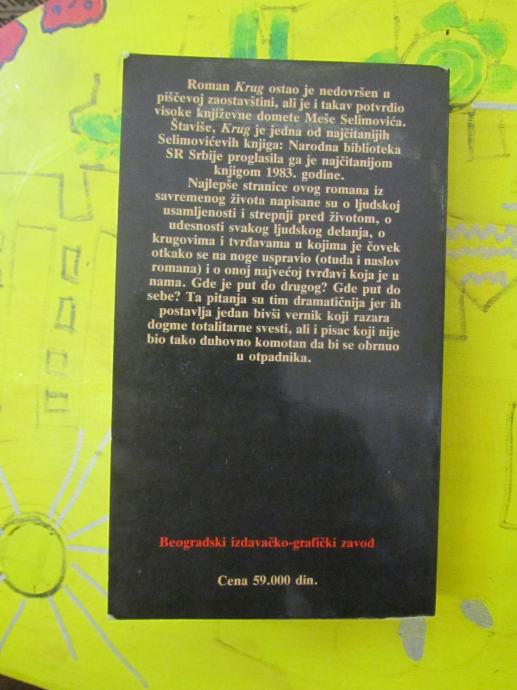 Roman Krug ostao je nedovršen u
piščevoj zaostavštini, ali je i takav potvrdio
visoke književne domete Meše Selimovića.
Štaviše, Krug je jedna od najčitanijih
Selimovićevih knjiga: Narodna biblioteka
SR Srbije proglasila ga je najčitanijom
knjigom 1983. godine.
Najlepše stranice ovog romana iz
savremenog života napisane su o ljudskoj
usamljenosti i strepnji pred životom, o
udesnosti svakog ljudskog delanja, o
krugovima i tvrđavama u kojima je čovek
otkako se na noge uspravio (otuda i naslov
romana) i o onoj najvećoj tvrđavi koja je u
nama. Gde je put do drugog? Gde put do
sebe? Ta pitanja su tim dramatičnija jer ih
postavlja jedan bivši vernik koji razara
dogme totalitarne svesti, ali i pisac koji nije
bio tako duhovno komotan da bi se obrnuo
u otpadnika.
Beogradski izdavačko-grafički zavod
Cena 59.000 din.